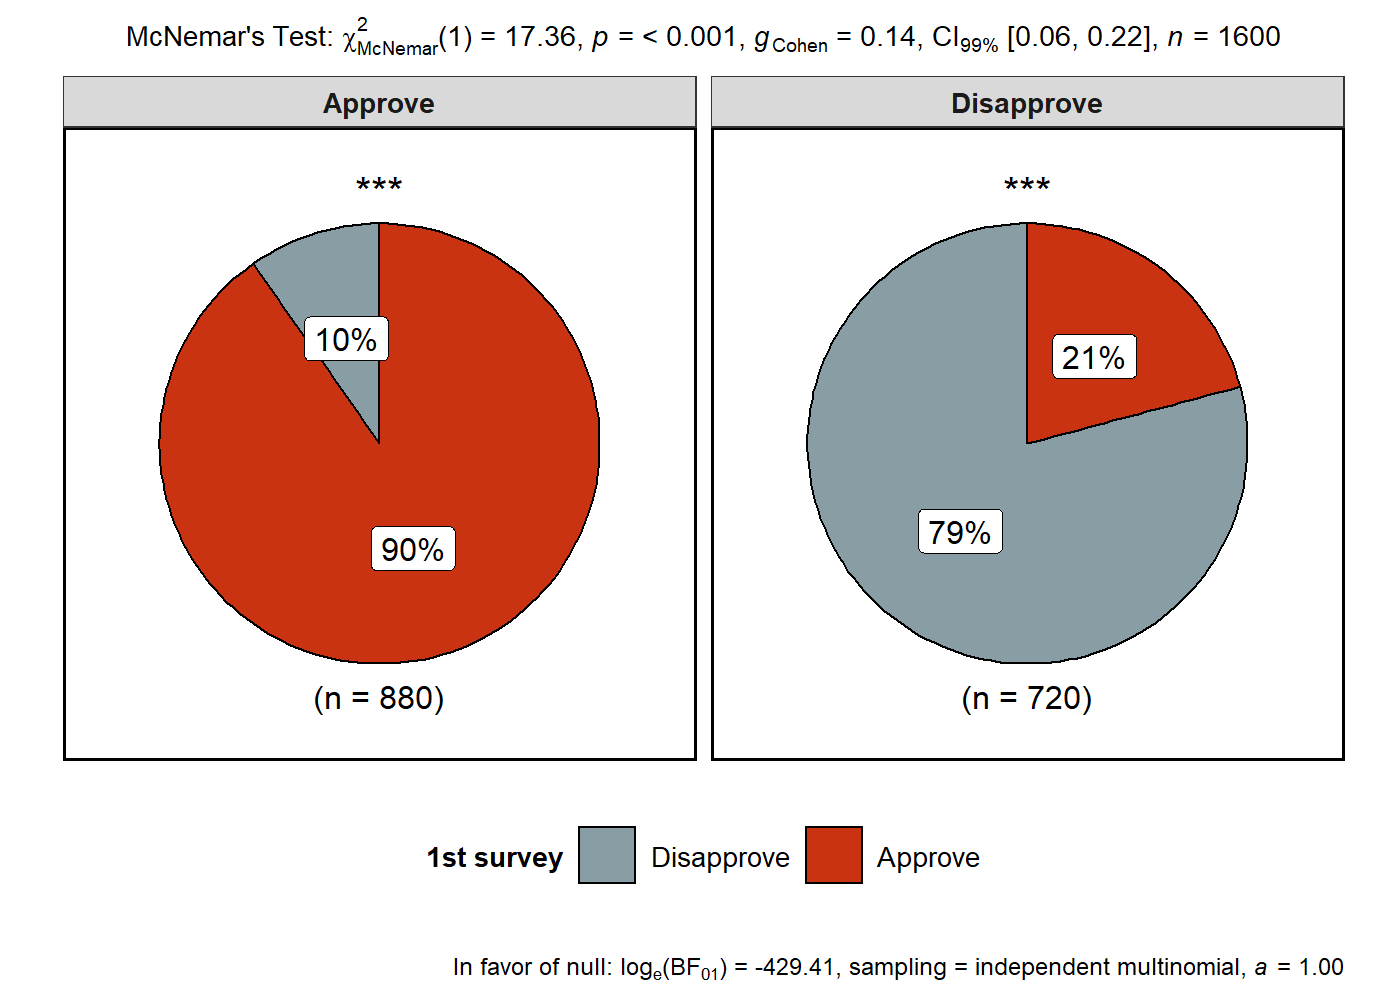 McNemar's Test: χ²McNemar(1) = 17.36, p = < 0.001, gCohen = 0.14, CI99% [0.06, 0.22], n = 1600
Approve
Disapprove
***
***
10%
90%
21%
79%
(n = 880)
(n = 720)
1st survey Disapprove Approve
In favor of null: loge(BF01) = -429.41, sampling = independent multinomial, a = 1.00